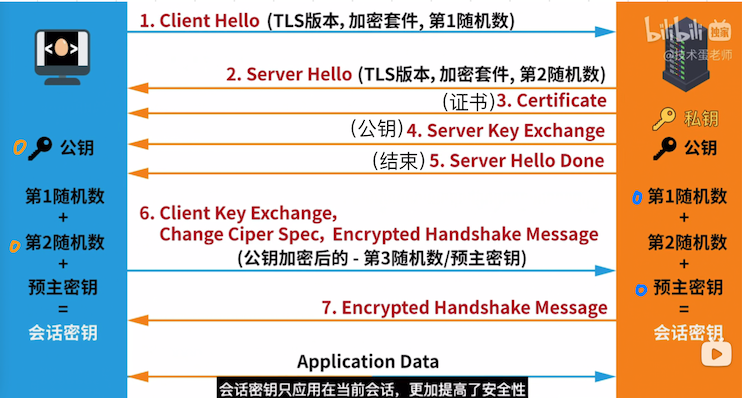 1. Client Hello (TLS版本, 加密套件, 第1随机数)
bilibili 独家
@技术蛋老师
2. Server Hello (TLS版本, 加密套件, 第2随机数)
(证书) 3. Certificate
私钥
(公钥) 4. Server Key Exchange
公钥
公钥
(结束) 5. Server Hello Done
第1随机数
+
第2随机数
+
预主密钥
=
会话密钥
6. Client Key Exchange,
Change Ciper Spec, Encrypted Handshake Message
(公钥加密后的 - 第3随机数/预主密钥)
第1随机数
+
第2随机数
+
预主密钥
=
会话密钥
7. Encrypted Handshake Message
Application Data
会话密钥只应用在当前会话，更加提高了安全性